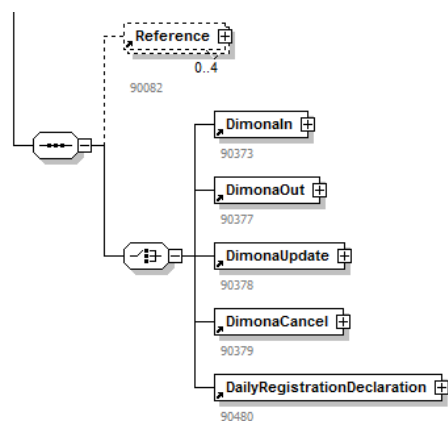 Reference
0..4
90082
DimonaIn
90373
DimonaOut
90377
DimonaUpdate
90378
DimonaCancel
90379
DailyRegistrationDeclaration
90480